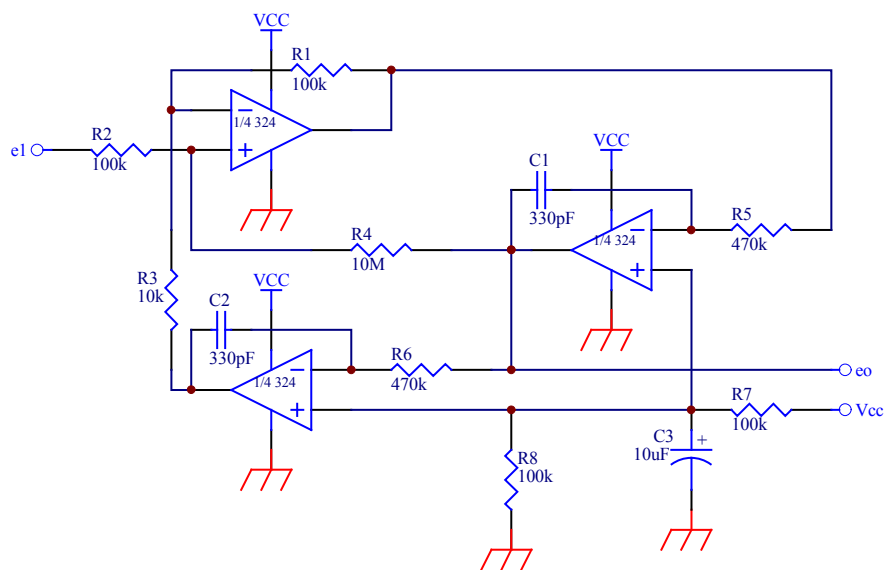 VCC
R1
100k
1/4 324
e1
R2
100k
VCC
C1
330pF
1/4 324
R5
470k
R4
10M
R3
10k
VCC
C2
330pF
1/4 324
R6
470k
eo
Vcc
R7
100k
R8
100k
C3
10uF